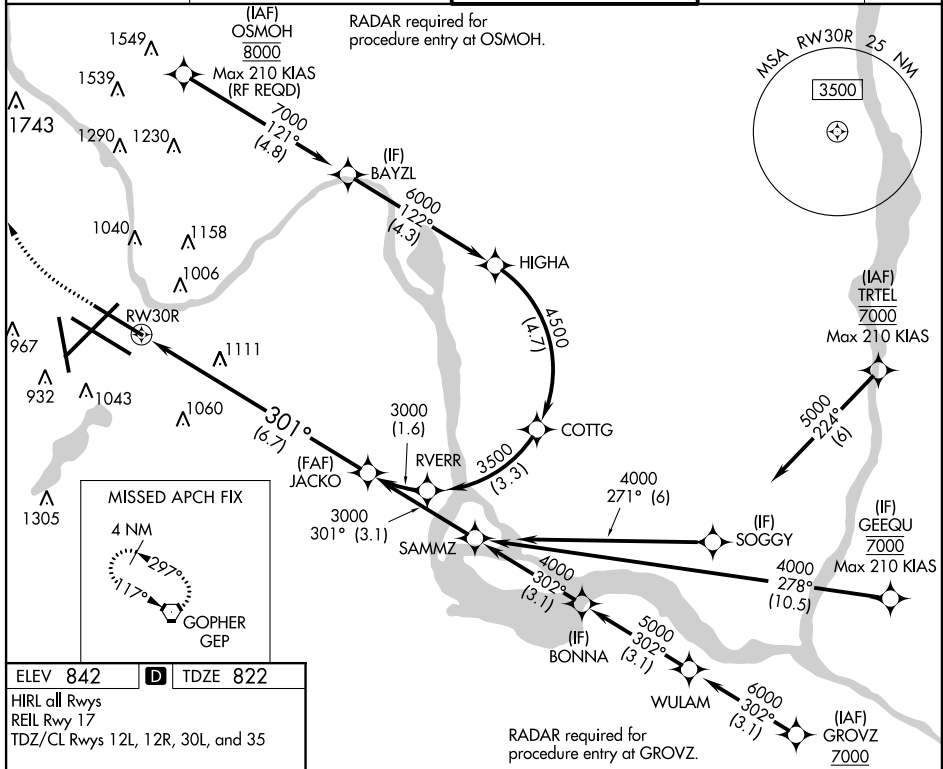 (IAF)
OSMOH
8000
Max 210 KIAS
(RF REQD)
RADAR required for
procedure entry at OSMOH.
MSA RW30R 25 NM
3500
1549
1539
1743
1290
1230
7000
121°
(4.8)
(IF)
BAYZL
6000
122°
(4.3)
HIGHA
1040
1158
1006
4500
(4.7)
(IAF)
TRTEL
7000
Max 210 KIAS
RW30R
967
932
1043
1111
1060
301°
(6.7)
5000
224°
(6)
3000
(1.6)
COTTG
3500
(3.3)
RVERR
(FAF)
JACKO
4000
271° (6)
3000
301° (3.1)
SAMMZ
(IF)
SOGGY
(IF)
GEEQU
7000
Max 210 KIAS
1305
MISSED APCH FIX
4 NM
297°
117°
GOPHER
GEP
4000
278°
(10.5)
4000
302°
(3.1)
(IF)
BONNA
5000
302°
(3.1)
WULAM
6000
302°
(3.1)
(IAF)
GROVZ
7000
ELEV 842 D TDZE 822
HIRL all Rwys
REIL Rwy 17
TDZ/CL Rwys 12L, 12R, 30L, and 35
RADAR required for
procedure entry at GROVZ.